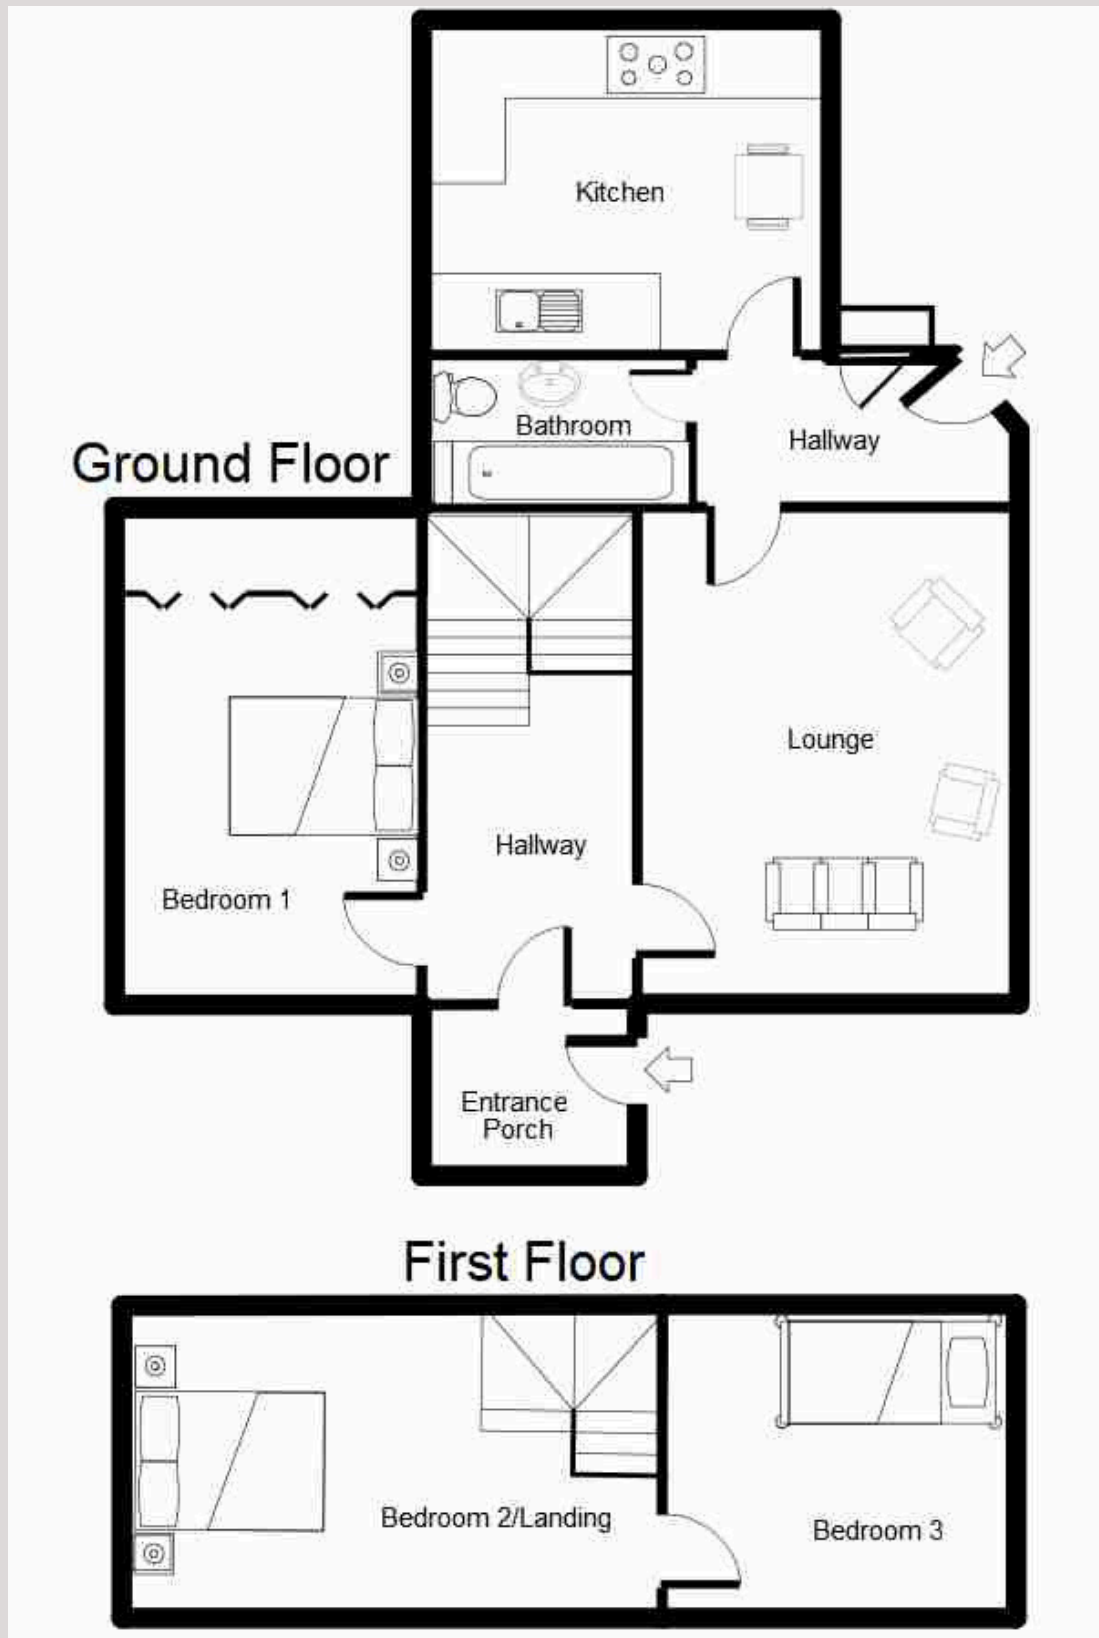 Kitchen
Bathroom
Hallway
Ground Floor
Lounge
Hallway
Bedroom 1
Entrance
Porch
First Floor
Bedroom 2/Landing
Bedroom 3